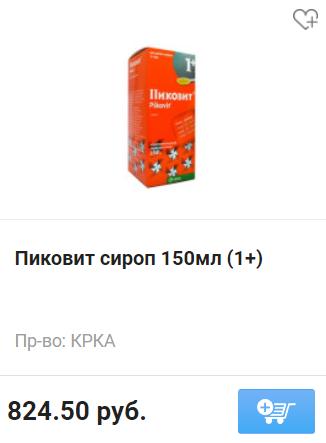 1+
Пиковит
Pikovit
Пиковит сироп 150мл (1+)
Пр-во: КРКА
824.50 руб.